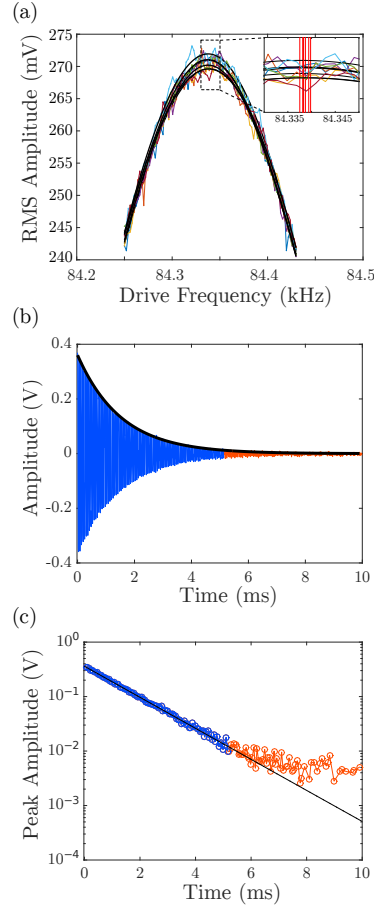 (a)
RMS Amplitude (mV)
275
270
265
260
255
250
245
240
84.335 84.345
84.2 84.3 84.4 84.5
Drive Frequency (kHz)
(b)
Amplitude (V)
0.4
0.2
0
-0.2
-0.4
0 2 4 6 8 10
Time (ms)
(c)
Peak Amplitude (V)
10⁰
10⁻¹
10⁻²
10⁻³
10⁻⁴
0 2 4 6 8 10
Time (ms)